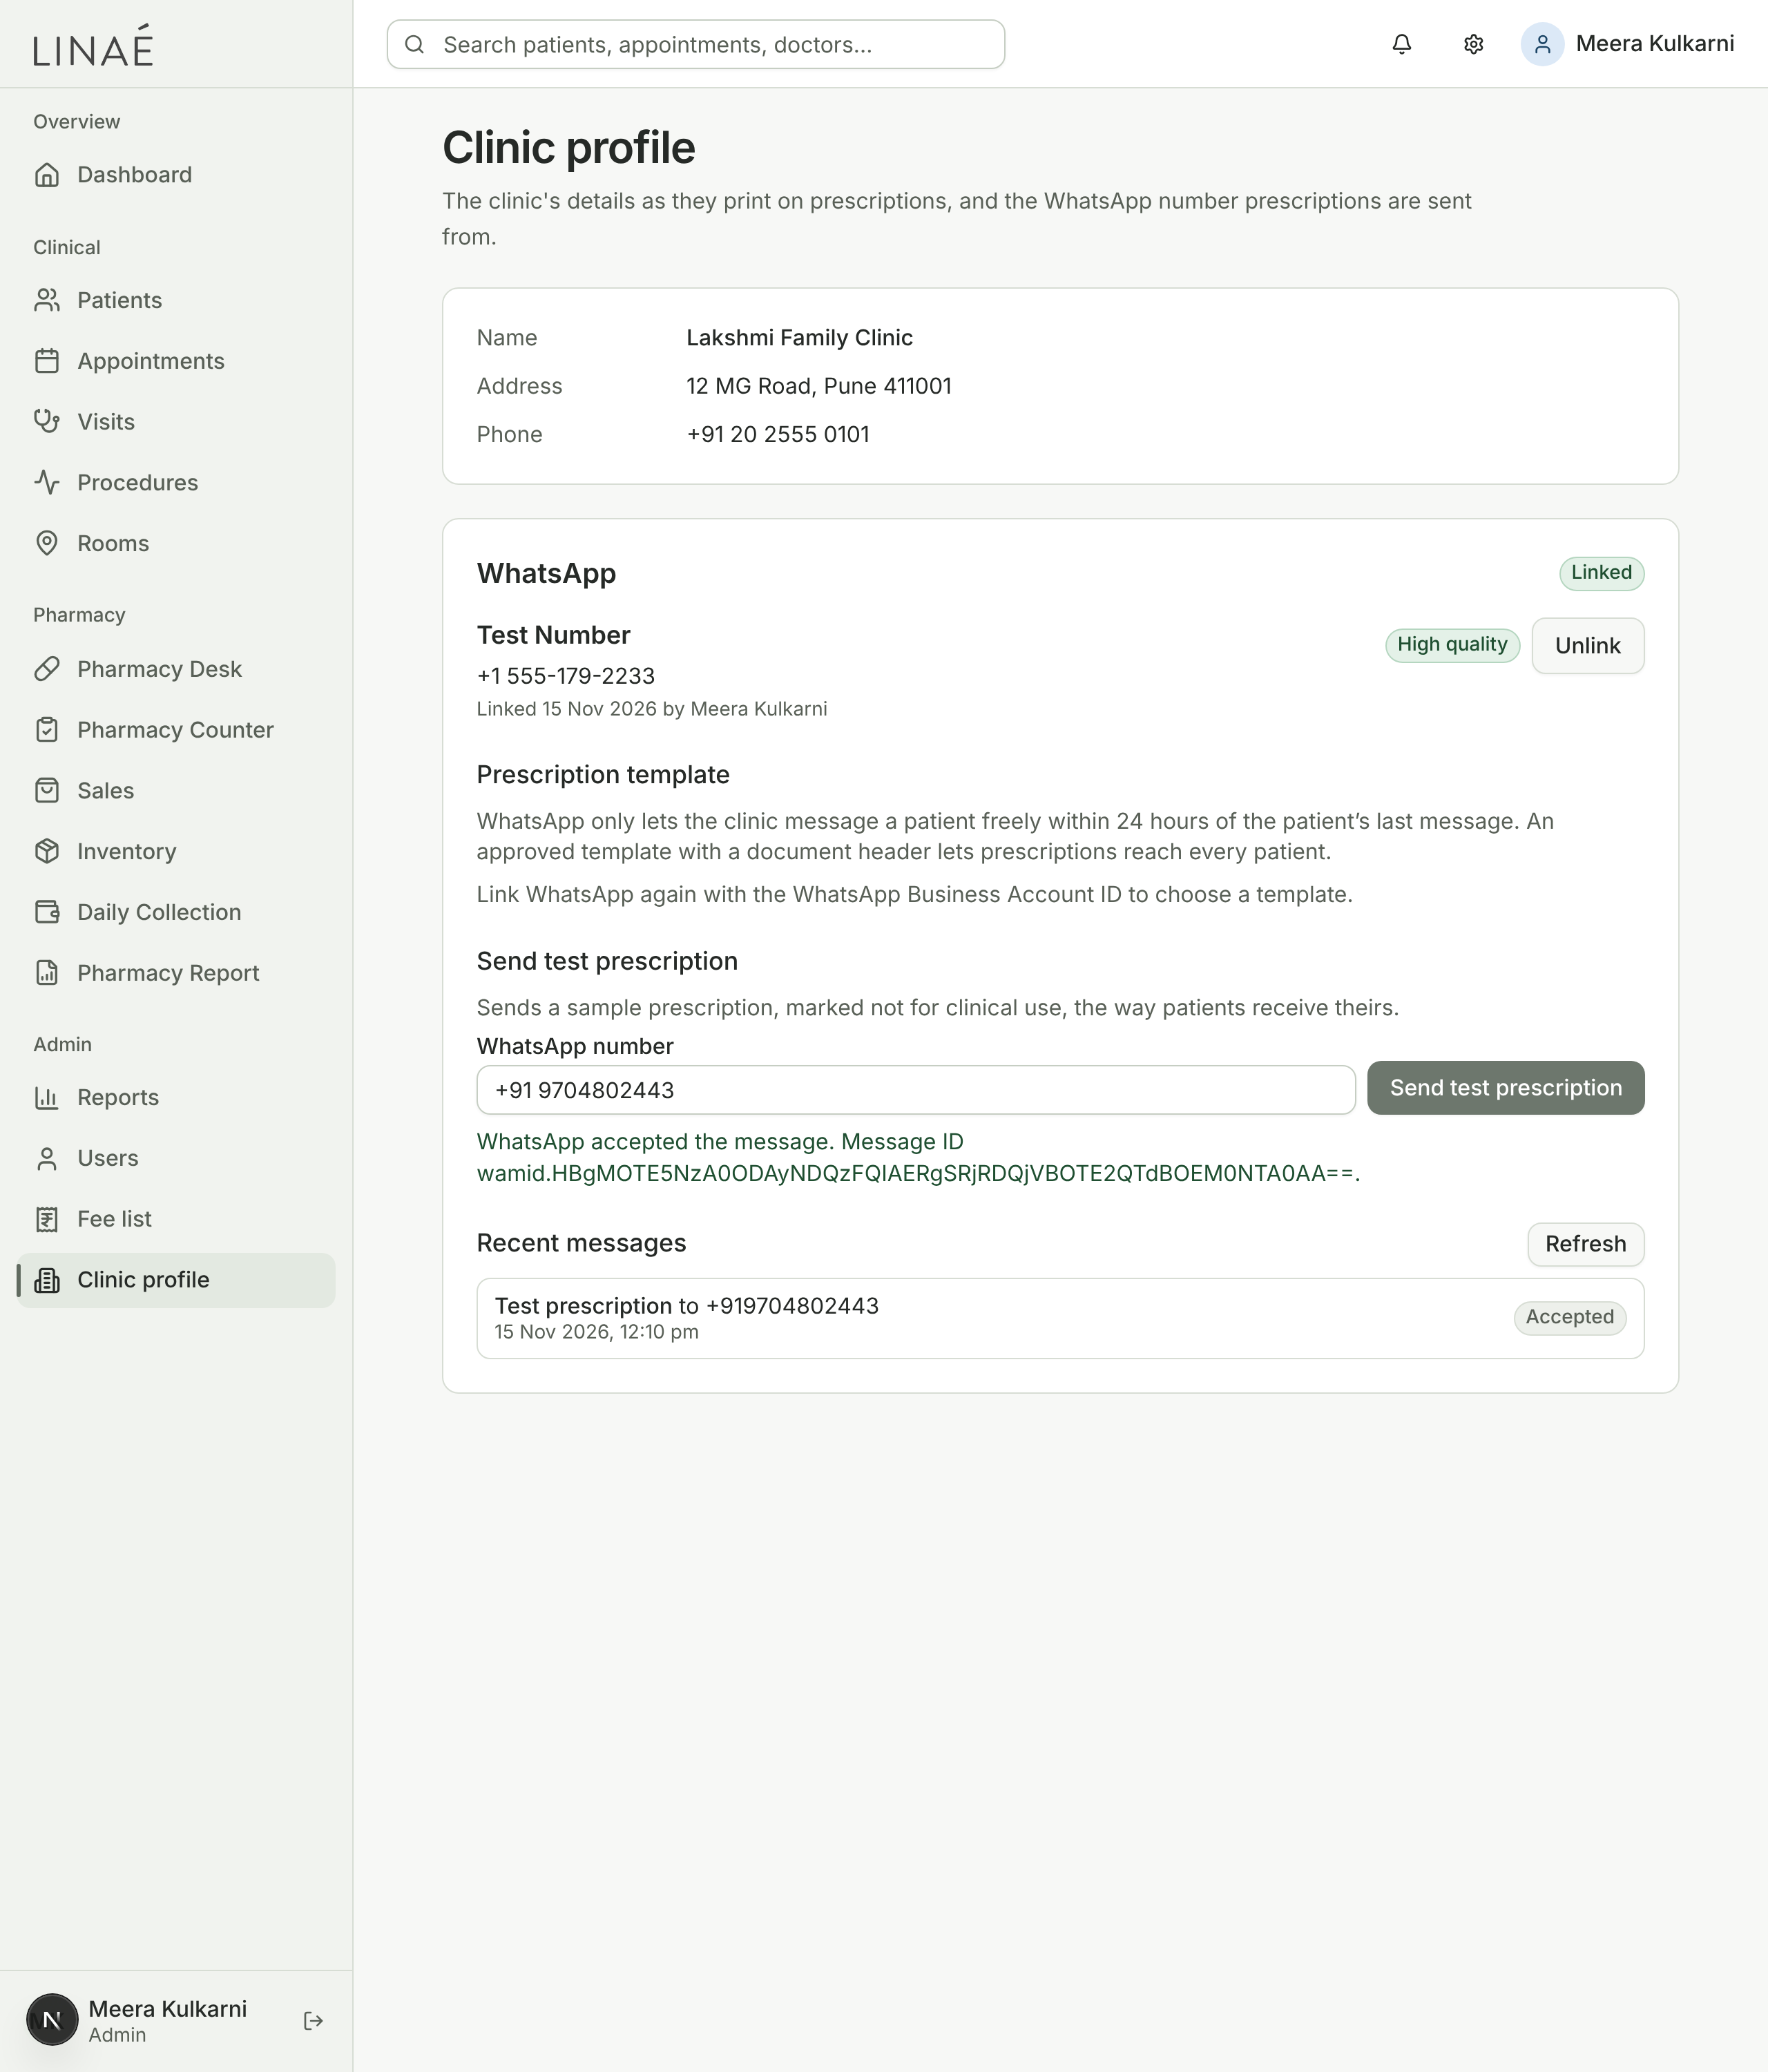 LINAÉ
Search patients, appointments, doctors...
Meera Kulkarni
Overview
Dashboard
Clinical
Patients
Appointments
Visits
Procedures
Rooms
Pharmacy
Pharmacy Desk
Pharmacy Counter
Sales
Inventory
Daily Collection
Pharmacy Report
Admin
Reports
Users
Fee list
Clinic profile
N
Meera Kulkarni
Admin
Clinic profile
The clinic's details as they print on prescriptions, and the WhatsApp number prescriptions are sent
from.
Name Lakshmi Family Clinic
Address 12 MG Road, Pune 411001
Phone +91 20 2555 0101
WhatsApp Linked
Test Number High quality Unlink
+1 555-179-2233
Linked 15 Nov 2026 by Meera Kulkarni
Prescription template
WhatsApp only lets the clinic message a patient freely within 24 hours of the patient’s last message. An
approved template with a document header lets prescriptions reach every patient.
Link WhatsApp again with the WhatsApp Business Account ID to choose a template.
Send test prescription
Sends a sample prescription, marked not for clinical use, the way patients receive theirs.
WhatsApp number
+91 9704802443 Send test prescription
WhatsApp accepted the message. Message ID
wamid.HBgMOTE5NzA0ODAyNDQzFQIAERgSRjRDQjVBOTE2QTdBOEM0NTA0AA==.
Recent messages Refresh
Test prescription to +919704802443 Accepted
15 Nov 2026, 12:10 pm